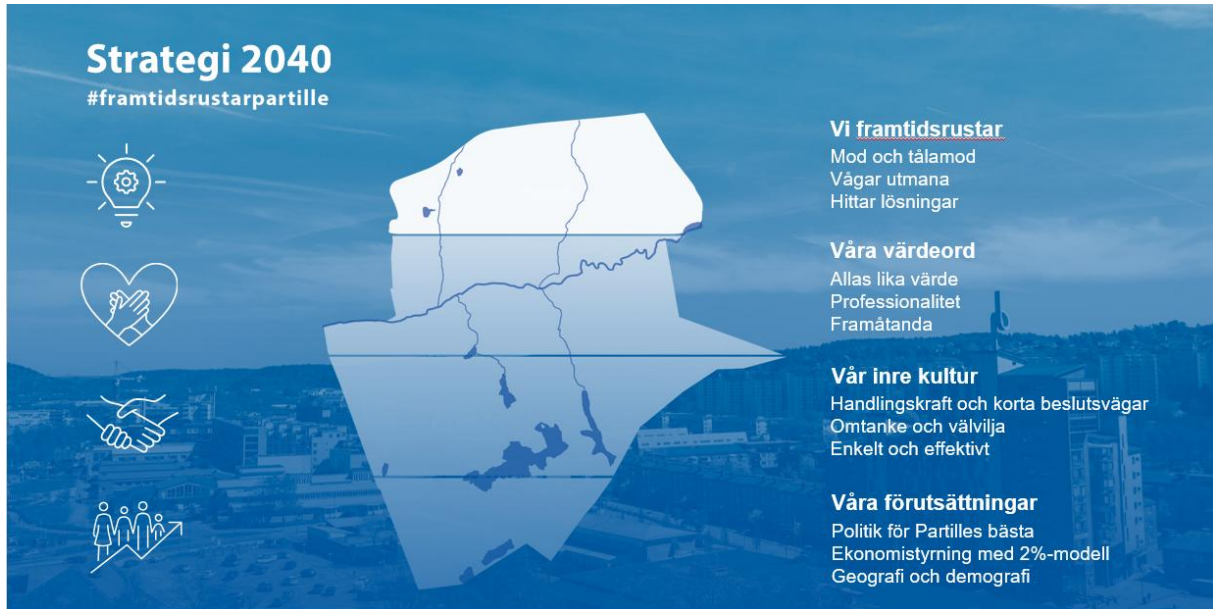 Strategi 2040
#framtidsrustarpartille
Vi framtidsrustar
Mod och tålamod
Vågar utmana
Hittar lösningar
Våra värdeord
Allas lika värde
Professionalitet
Framåtanda
Vår inre kultur
Handlingskraft och korta beslutsvägar
Omtanke och välvilja
Enkelt och effektivt
Våra förutsättningar
Politik för Partilles bästa
Ekonomistyrning med 2%-modell
Geografi och demografi